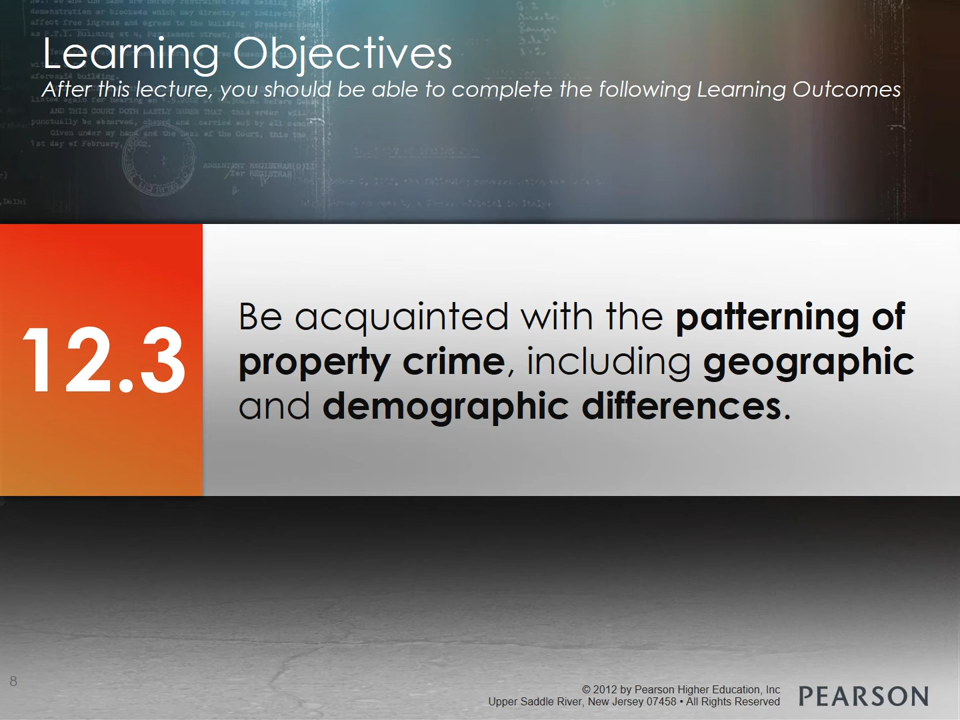 Learning Objectives
After this lecture, you should be able to complete the following Learning Outcomes
12.3
Be acquainted with the patterning of
property crime, including geographic
and demographic differences.
8
© 2012 by Pearson Higher Education, Inc
Upper Saddle River, New Jersey 07458 • All Rights Reserved
PEARSON